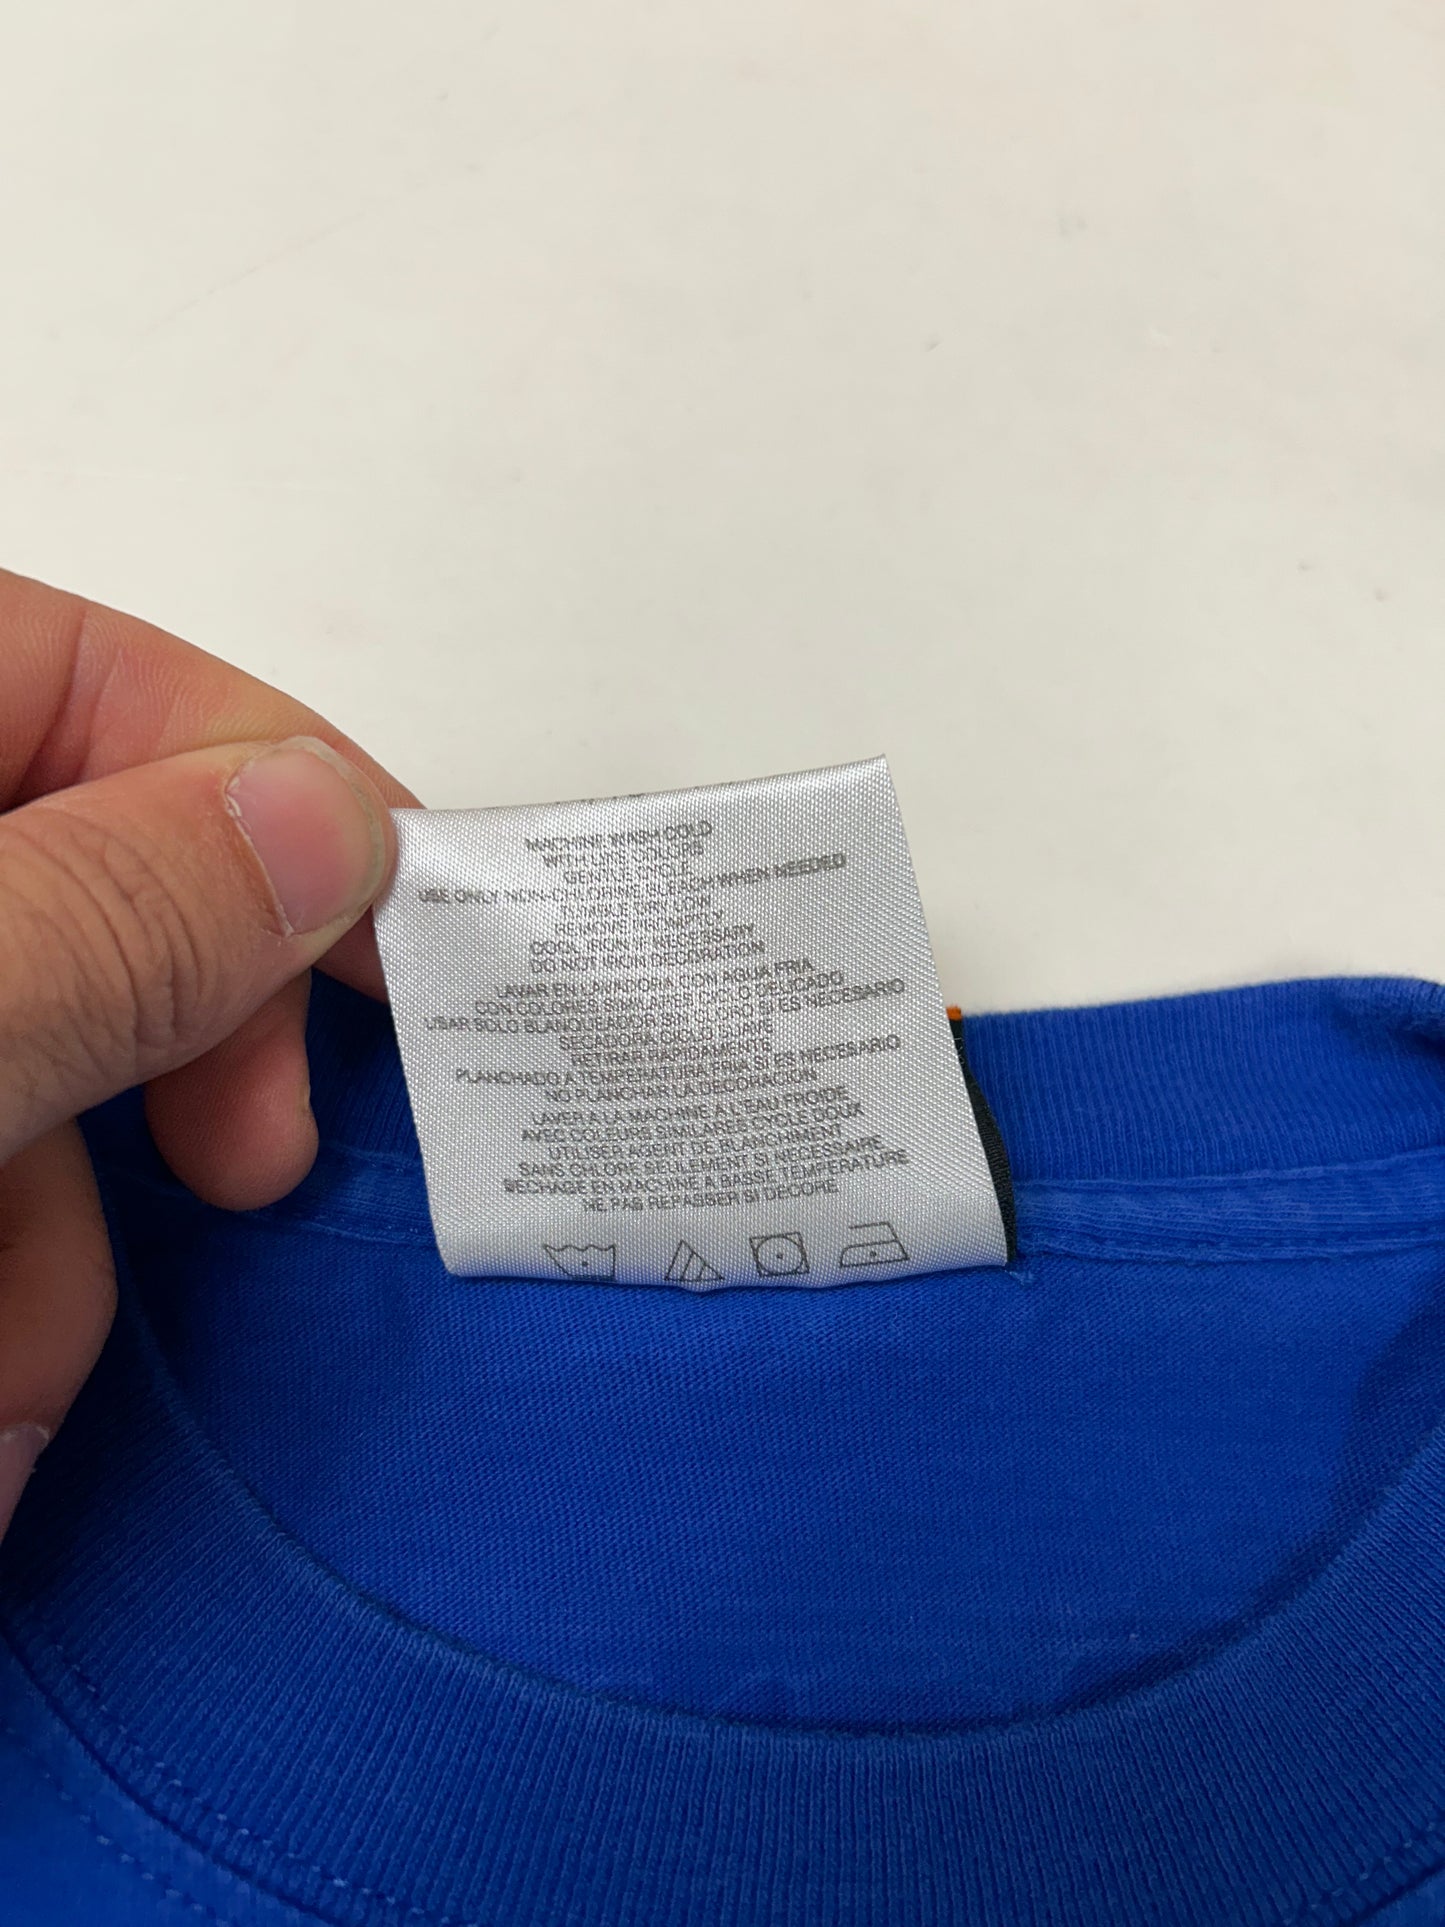 MACHINE WASH COLD
WITH LIKE COLORS
GENTLE CYCLE
USE ONLY NON-CHLORINE BLEACH WHEN NEEDED
TUMBLE DRY LOW
REMOVE PROMPTLY
COOL IRON IF NECESSARY
DO NOT IRON DECORATION
LAVAR EN LAVADORA CON AGUA FRIA
CON COLORES SIMILARES CICLO DELICADO
USAR SOLO BLANQUEADOR SIN CLORO SI ES NECESARIO
SECADORA CICLO SUAVE
RETIRAR RAPIDAMENTE
PLANCHADO A TEMPERATURA FRIA SI ES NECESARIO
NO PLANCHAR LA DECORACION
LAVER A LA MACHINE A L'EAU FROIDE
AVEC COULEURS SIMILARES CYCLE DOUX
UTILISER AGENT DE BLANCHIMENT
SANS CHLORE SEULEMENT SI NECESSAIRE
SECHAGE EN MACHINE A BASSE TEMPERATURE
NE PAS REPASSER SI DECORE